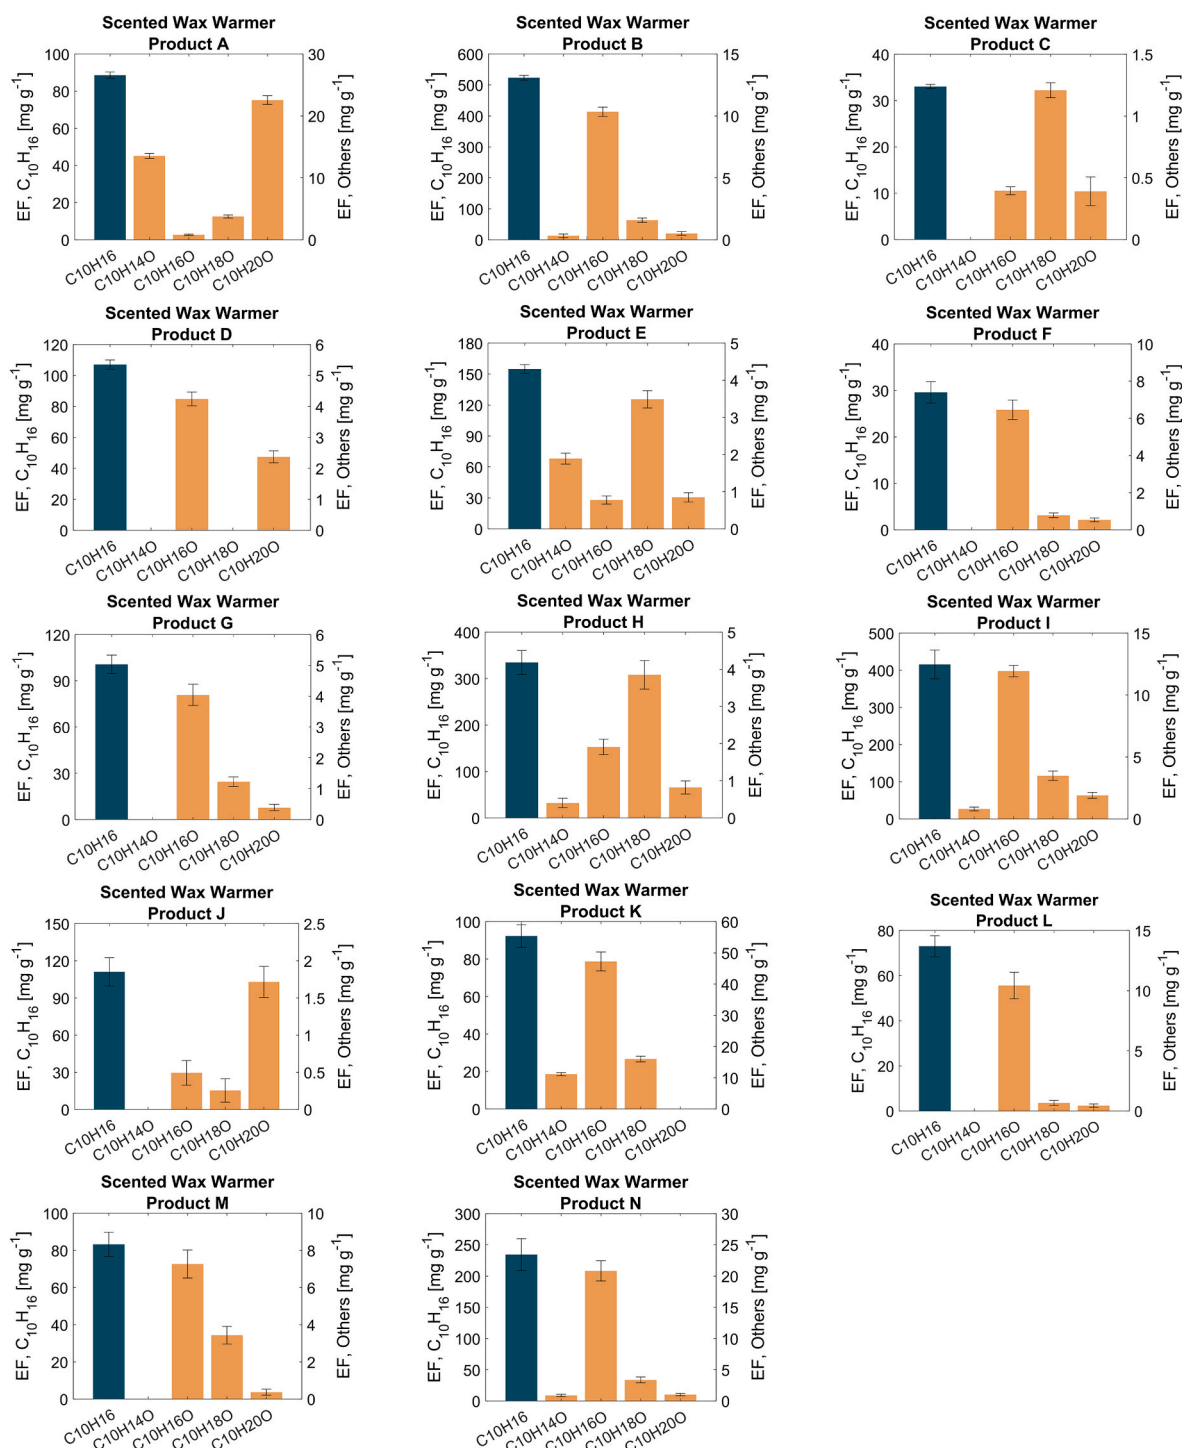 Scented Wax Warmer
Product A
EF, C₁₀H₁₆ [mg g⁻¹]
100
80
60
40
20
0
30
20
10
0
EF, Others [mg g⁻¹]
C10H16
C10H14O
C10H16O
C10H18O
C10H20O
Scented Wax Warmer
Product B
EF, C₁₀H₁₆ [mg g⁻¹]
600
500
400
300
200
100
0
15
10
5
0
EF, Others [mg g⁻¹]
C10H16
C10H14O
C10H16O
C10H18O
C10H20O
Scented Wax Warmer
Product C
EF, C₁₀H₁₆ [mg g⁻¹]
40
30
20
10
0
1.5
1
0.5
0
EF, Others [mg g⁻¹]
C10H16
C10H14O
C10H16O
C10H18O
C10H20O
Scented Wax Warmer
Product D
EF, C₁₀H₁₆ [mg g⁻¹]
120
100
80
60
40
20
0
6
5
4
3
2
1
0
EF, Others [mg g⁻¹]
C10H16
C10H14O
C10H16O
C10H18O
C10H20O
Scented Wax Warmer
Product E
EF, C₁₀H₁₆ [mg g⁻¹]
180
150
120
90
60
30
0
5
4
3
2
1
0
EF, Others [mg g⁻¹]
C10H16
C10H14O
C10H16O
C10H18O
C10H20O
Scented Wax Warmer
Product F
EF, C₁₀H₁₆ [mg g⁻¹]
40
30
20
10
0
10
8
6
4
2
0
EF, Others [mg g⁻¹]
C10H16
C10H14O
C10H16O
C10H18O
C10H20O
Scented Wax Warmer
Product G
EF, C₁₀H₁₆ [mg g⁻¹]
120
90
60
30
0
6
5
4
3
2
1
0
EF, Others [mg g⁻¹]
C10H16
C10H14O
C10H16O
C10H18O
C10H20O
Scented Wax Warmer
Product H
EF, C₁₀H₁₆ [mg g⁻¹]
400
300
200
100
0
5
4
3
2
1
0
EF, Others [mg g⁻¹]
C10H16
C10H14O
C10H16O
C10H18O
C10H20O
Scented Wax Warmer
Product I
EF, C₁₀H₁₆ [mg g⁻¹]
500
400
300
200
100
0
15
10
5
0
EF, Others [mg g⁻¹]
C10H16
C10H14O
C10H16O
C10H18O
C10H20O
Scented Wax Warmer
Product J
EF, C₁₀H₁₆ [mg g⁻¹]
150
120
90
60
30
0
2.5
2
1.5
1
0.5
0
EF, Others [mg g⁻¹]
C10H16
C10H14O
C10H16O
C10H18O
C10H20O
Scented Wax Warmer
Product K
EF, C₁₀H₁₆ [mg g⁻¹]
100
80
60
40
20
0
60
50
40
30
20
10
0
EF, Others [mg g⁻¹]
C10H16
C10H14O
C10H16O
C10H18O
C10H20O
Scented Wax Warmer
Product L
EF, C₁₀H₁₆ [mg g⁻¹]
80
70
60
50
40
30
20
10
0
15
10
5
0
EF, Others [mg g⁻¹]
C10H16
C10H14O
C10H16O
C10H18O
C10H20O
Scented Wax Warmer
Product M
EF, C₁₀H₁₆ [mg g⁻¹]
100
80
60
40
20
0
10
8
6
4
2
0
EF, Others [mg g⁻¹]
C10H16
C10H14O
C10H16O
C10H18O
C10H20O
Scented Wax Warmer
Product N
EF, C₁₀H₁₆ [mg g⁻¹]
300
250
200
150
100
50
0
30
25
20
15
10
5
0
EF, Others [mg g⁻¹]
C10H16
C10H14O
C10H16O
C10H18O
C10H20O